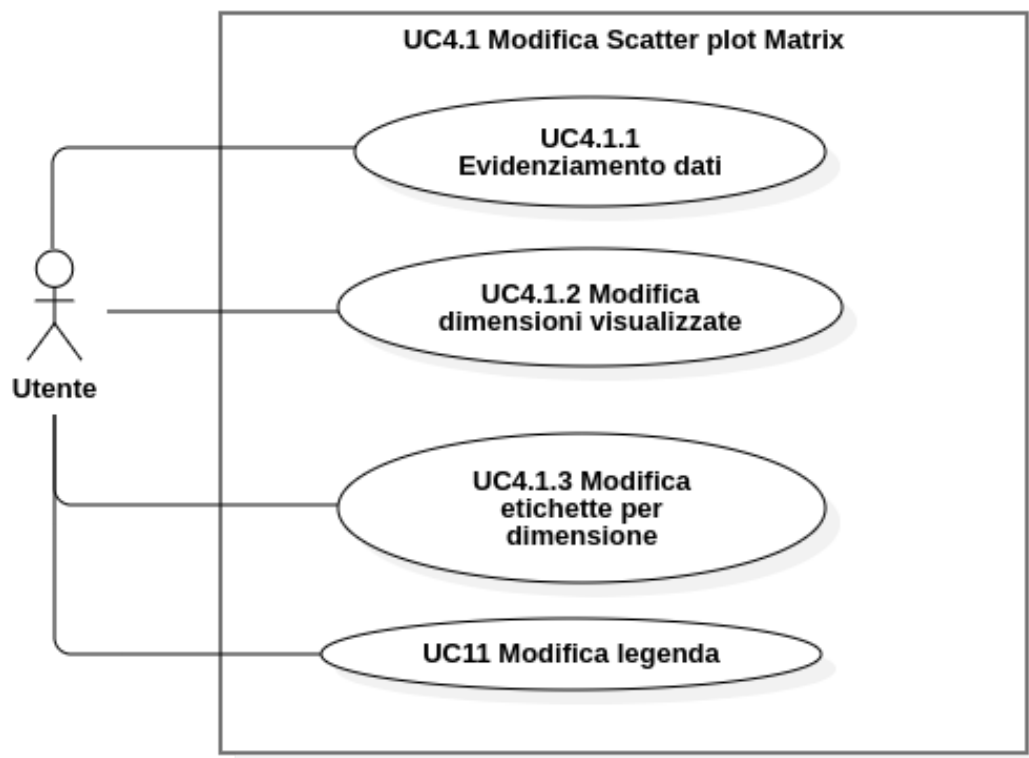 UC4.1 Modifica Scatter plot Matrix
UC4.1.1
Evidenziamento dati
UC4.1.2 Modifica
dimensioni visualizzate
Utente
UC4.1.3 Modifica
etichette per
dimensione
UC11 Modifica legenda